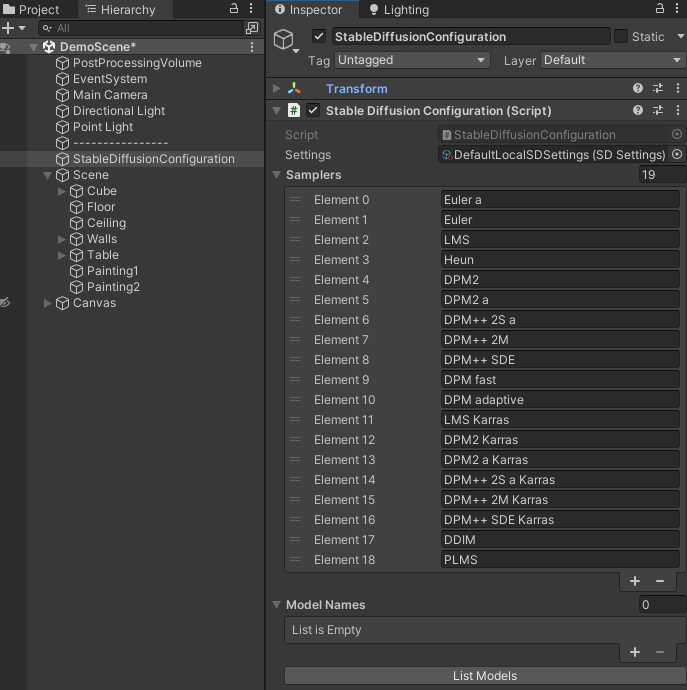 Project
Hierarchy
All
DemoScene*
PostProcessingVolume
EventSystem
Main Camera
Directional Light
Point Light
----------------
StableDiffusionConfiguration
Scene
Cube
Floor
Ceiling
Walls
Table
Painting1
Painting2
Canvas
Inspector
Lighting
StableDiffusionConfiguration
Static
Tag Untagged Layer Default
Transform
Stable Diffusion Configuration (Script)
Script StableDiffusionConfiguration
Settings DefaultLocalSDSettings (SD Settings)
Samplers 19
Element 0 Euler a
Element 1 Euler
Element 2 LMS
Element 3 Heun
Element 4 DPM2
Element 5 DPM2 a
Element 6 DPM++ 2S a
Element 7 DPM++ 2M
Element 8 DPM++ SDE
Element 9 DPM fast
Element 10 DPM adaptive
Element 11 LMS Karras
Element 12 DPM2 Karras
Element 13 DPM2 a Karras
Element 14 DPM++ 2S a Karras
Element 15 DPM++ 2M Karras
Element 16 DPM++ SDE Karras
Element 17 DDIM
Element 18 PLMS
Model Names 0
List is Empty
List Models